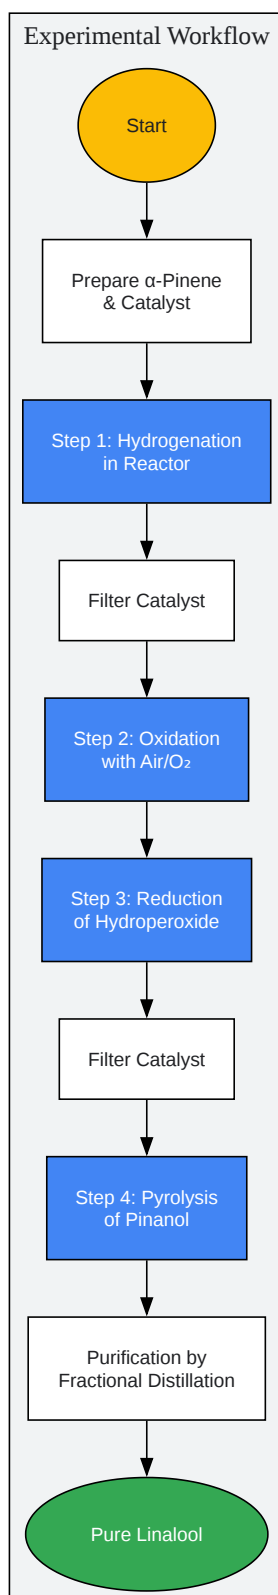 Experimental Workflow
Start
Prepare α-Pinene
& Catalyst
Step 1: Hydrogenation
in Reactor
Filter Catalyst
Step 2: Oxidation
with Air/O₂
Step 3: Reduction
of Hydroperoxide
Filter Catalyst
Step 4: Pyrolysis
of Pinanol
Purification by
Fractional Distillation
Pure Linalool